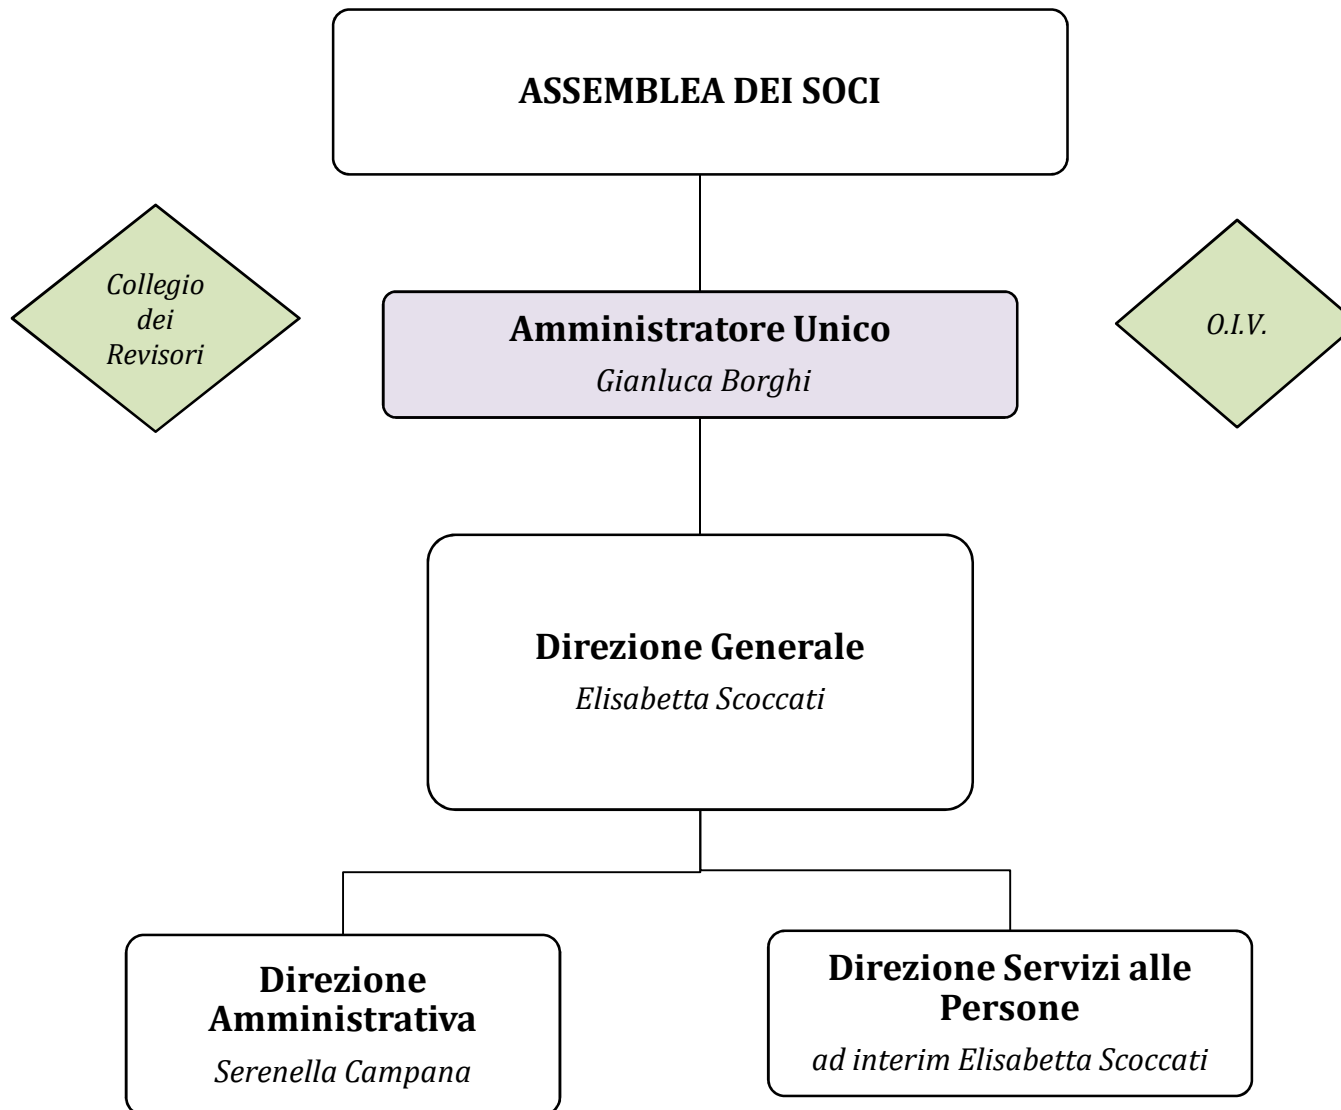 ASSEMBLEA DEI SOCI
Collegio
dei
Revisori
Amministratore Unico
Gianluca Borghi
O.I.V.
Direzione Generale
Elisabetta Scoccati
Direzione
Amministrativa
Serenella Campana
Direzione Servizi alle
Persone
ad interim Elisabetta Scoccati